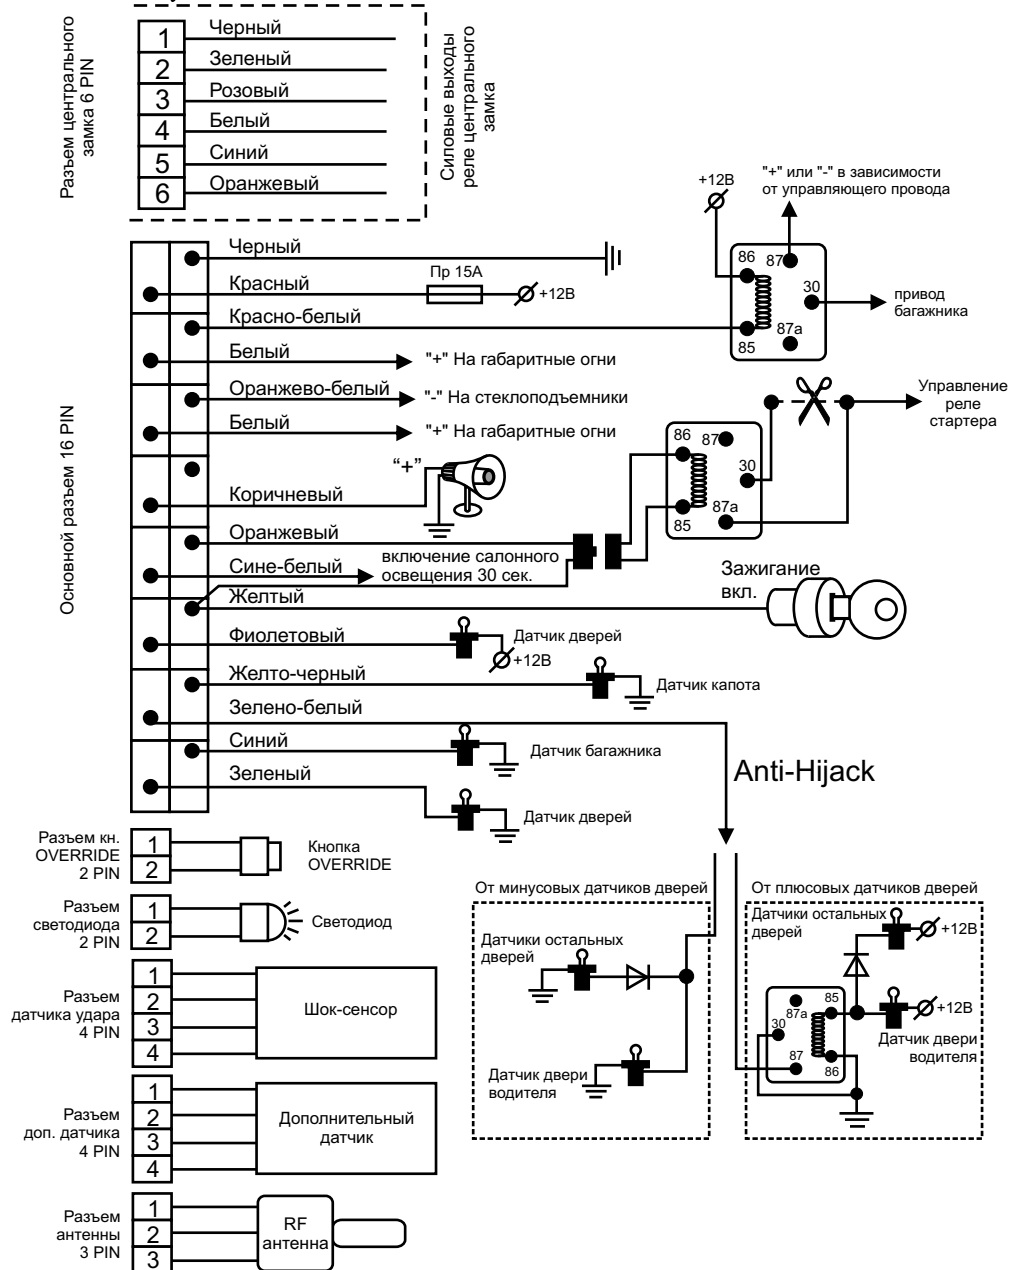 Разъем центрального
замка 6 PIN
1 Черный
2 Зеленый
3 Розовый
4 Белый
5 Синий
6 Оранжевый
Силовые выходы
реле центрального
замка
Основной разъем 16 PIN
Черный
Красный
Пр 15А
+12В
Красно-белый
Белый
"+" На габаритные огни
Оранжево-белый
"-" На стеклоподъемники
Белый
"+" На габаритные огни
Коричневый
“+”
Оранжевый
Сине-белый
включение салонного
освещения 30 сек.
Желтый
Фиолетовый
Датчик дверей
+12В
Желто-черный
Датчик капота
Зелено-белый
Синий
Датчик багажника
Зеленый
Датчик дверей
+12В
"+" или "-" в зависимости
от управляющего провода
86
87
30
87а
85
привод
багажника
Управление
реле
стартера
86
87
30
87а
85
Зажигание
вкл.
Anti-Hijack
Разъем кн.
OVERRIDE
2 PIN
1
2
Кнопка
OVERRIDE
Разъем
светодиода
2 PIN
1
2
Светодиод
Разъем
датчика удара
4 PIN
1
2
3
4
Шок-сенсор
Разъем
доп. датчика
4 PIN
1
2
3
4
Дополнительный
датчик
Разъем
антенны
3 PIN
1
2
3
RF
антенна
От минусовых датчиков дверей
Датчики остальных
дверей
Датчик двери
водителя
От плюсовых датчиков дверей
Датчики остальных
дверей
+12В
85
87а
30
87
86
+12В
Датчик двери
водителя